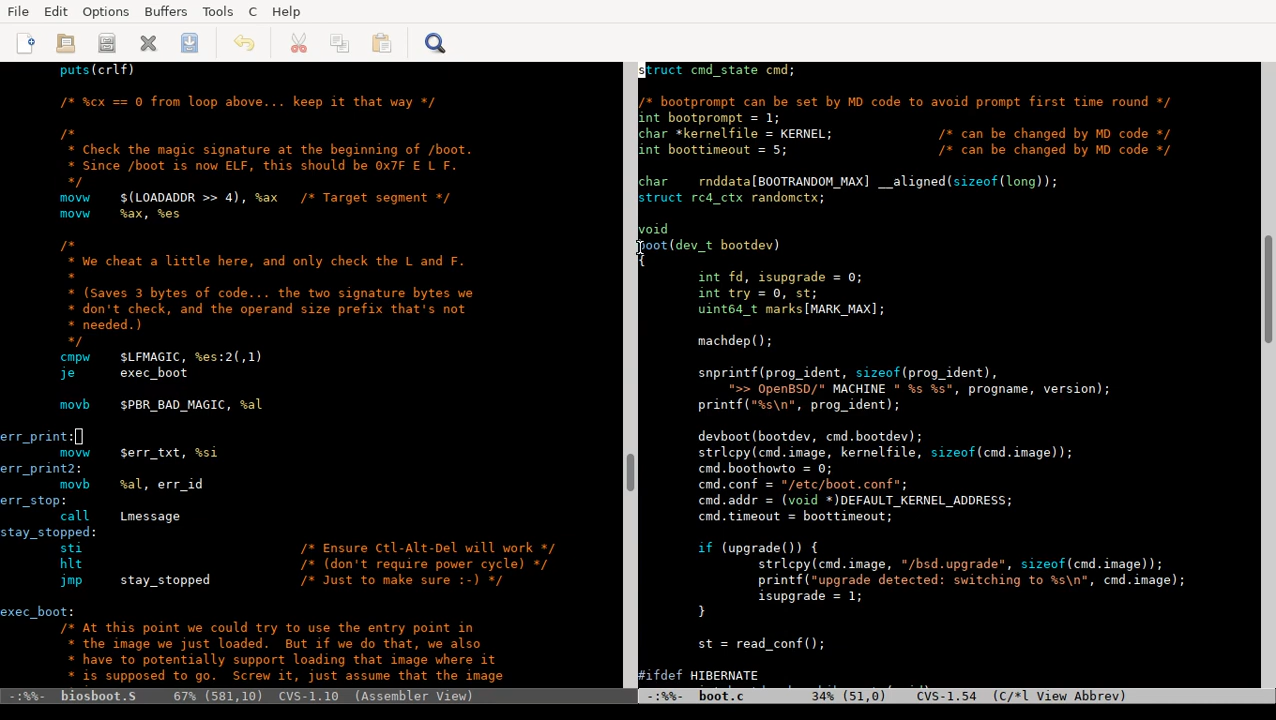 File Edit Options Buffers Tools C Help
puts(crlf)
/* %cx == 0 from loop above... keep it that way */
/*
* Check the magic signature at the beginning of /boot.
* Since /boot is now ELF, this should be 0x7F E L F.
*/
movw $(LOADADDR >> 4), %ax /* Target segment */
movw %ax, %es
/*
* We cheat a little here, and only check the L and F.
*
* (Saves 3 bytes of code... the two signature bytes we
* don't check, and the operand size prefix that's not
* needed.)
*/
cmpw $LFMAGIC, %es:2(,1)
je exec_boot
movb $PBR_BAD_MAGIC, %al
err_print:
movw $err_txt, %si
err_print2:
movb %al, err_id
err_stop:
call Lmessage
stay_stopped:
sti /* Ensure Ctl-Alt-Del will work */
hlt /* (don't require power cycle) */
jmp stay_stopped /* Just to make sure :-) */
exec_boot:
/* At this point we could try to use the entry point in
* the image we just loaded. But if we do that, we also
* have to potentially support loading that image where it
* is supposed to go. Screw it, just assume that the image
-:%%- biosboot.S 67% (581,10) CVS-1.10 (Assembler View)
struct cmd_state cmd;
/* bootprompt can be set by MD code to avoid prompt first time round */
int bootprompt = 1;
char *kernelfile = KERNEL; /* can be changed by MD code */
int boottimeout = 5; /* can be changed by MD code */
char rnddata[BOOTRANDOM_MAX] __aligned(sizeof(long));
struct rc4_ctx randomctx;
void
boot(dev_t bootdev)
{
int fd, isupgrade = 0;
int try = 0, st;
uint64_t marks[MARK_MAX];
machdep();
snprintf(prog_ident, sizeof(prog_ident),
">> OpenBSD/" MACHINE " %s %s", progname, version);
printf("%s\n", prog_ident);
devboot(bootdev, cmd.bootdev);
strlcpy(cmd.image, kernelfile, sizeof(cmd.image));
cmd.boothowto = 0;
cmd.conf = "/etc/boot.conf";
cmd.addr = (void *)DEFAULT_KERNEL_ADDRESS;
cmd.timeout = boottimeout;
if (upgrade()) {
strlcpy(cmd.image, "/bsd.upgrade", sizeof(cmd.image));
printf("upgrade detected: switching to %s\n", cmd.image);
isupgrade = 1;
}
st = read_conf();
#ifdef HIBERNATE
-:%%- boot.c 34% (51,0) CVS-1.54 (C/*l View Abbrev)